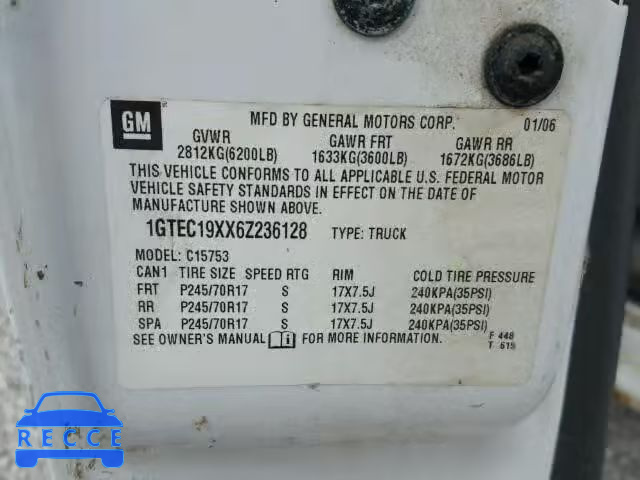 GM
MFD BY GENERAL MOTORS CORP. 01/06
GVWR GAWR FRT GAWR RR
2812KG(6200LB) 1633KG(3600LB) 1672KG(3686LB)
THIS VEHICLE CONFORMS TO ALL APPLICABLE U.S. FEDERAL MOTOR
VEHICLE SAFETY STANDARDS IN EFFECT ON THE DATE OF
MANUFACTURE SHOWN ABOVE.
1GTEC19XX6Z236128 TYPE: TRUCK
MODEL: C15753
CAN1 TIRE SIZE SPEED RTG RIM COLD TIRE PRESSURE
FRT P245/70R17 S 17X7.5J 240KPA(35PSI)
RR P245/70R17 S 17X7.5J 240KPA(35PSI)
SPA P245/70R17 S 17X7.5J 240KPA(35PSI)
SEE OWNER'S MANUAL FOR MORE INFORMATION.
F 448
T 615
RECCE